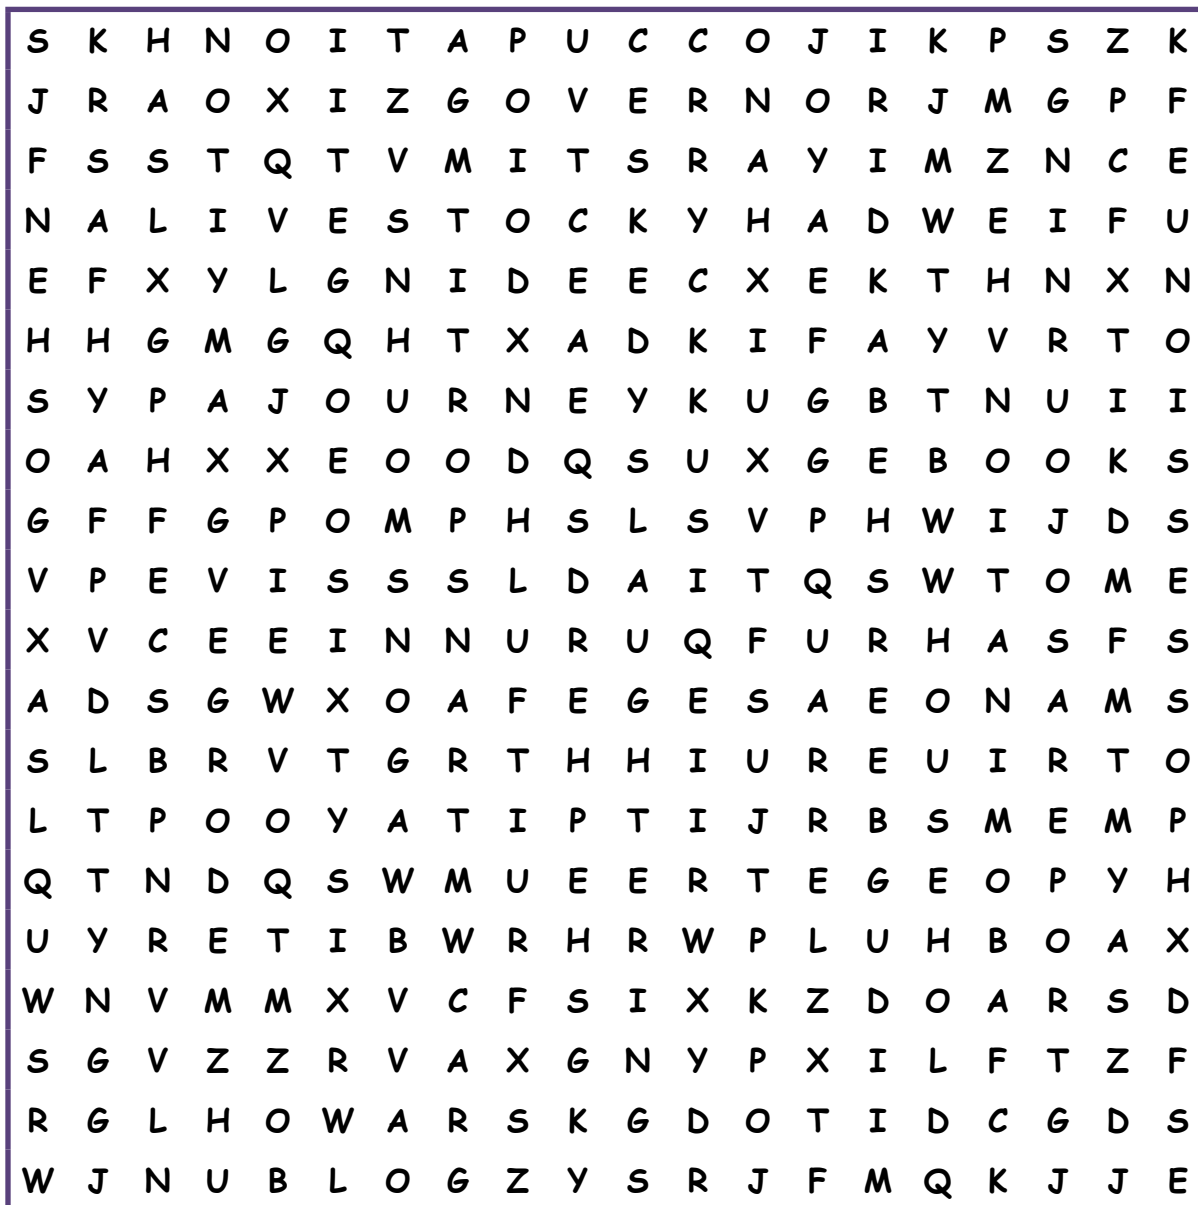 S K H N O I T A P U C C O J I K P S Z K
J R A O X I Z G O V E R N O R J M G P F
F S S T Q T V M I T S R A Y I M Z N C E
N A L I V E S T O C K Y H A D W E I F U
E F X Y L G N I D E E C X E K T H N X N
H H G M G Q H T X A D K I F A Y V R T O
S Y P A J O U R N E Y K U G B T N U I I
O A H X X E O O D Q S U X G E B O O K S
G F F G P O M P H S L S V P H W I J D S
V P E V I S S S L D A I T Q S W T O M E
X V C E E I N N U R U Q F U R H A S F S
A D S G W X O A F E G E S A E O N A M S
S L B R V T G R T H H I U R E U I R T O
L T P O O Y A T I P T I J R B S M E M P
Q T N D Q S W M U E E R T E G E O P Y H
U Y R E T I B W R H R W P L U H B O A X
W N V M M X V C F S I X K Z D O A R S D
S G V Z Z R V A X G N Y P X I L F T Z F
R G L H O W A R S K G D O T I D C G D S
W J N U B L O G Z Y S R J F M Q K J J E